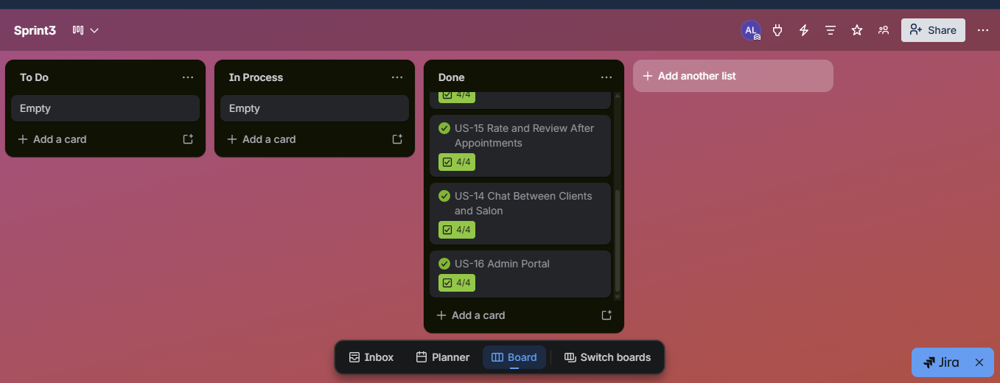 Sprint3
AL
Share
To Do
Empty
Add a card
In Process
Empty
Add a card
Done
4/4
US-15 Rate and Review After
Appointments
4/4
US-14 Chat Between Clients
and Salon
4/4
US-16 Admin Portal
4/4
Add a card
Add another list
Inbox
Planner
Board
Switch boards
Jira